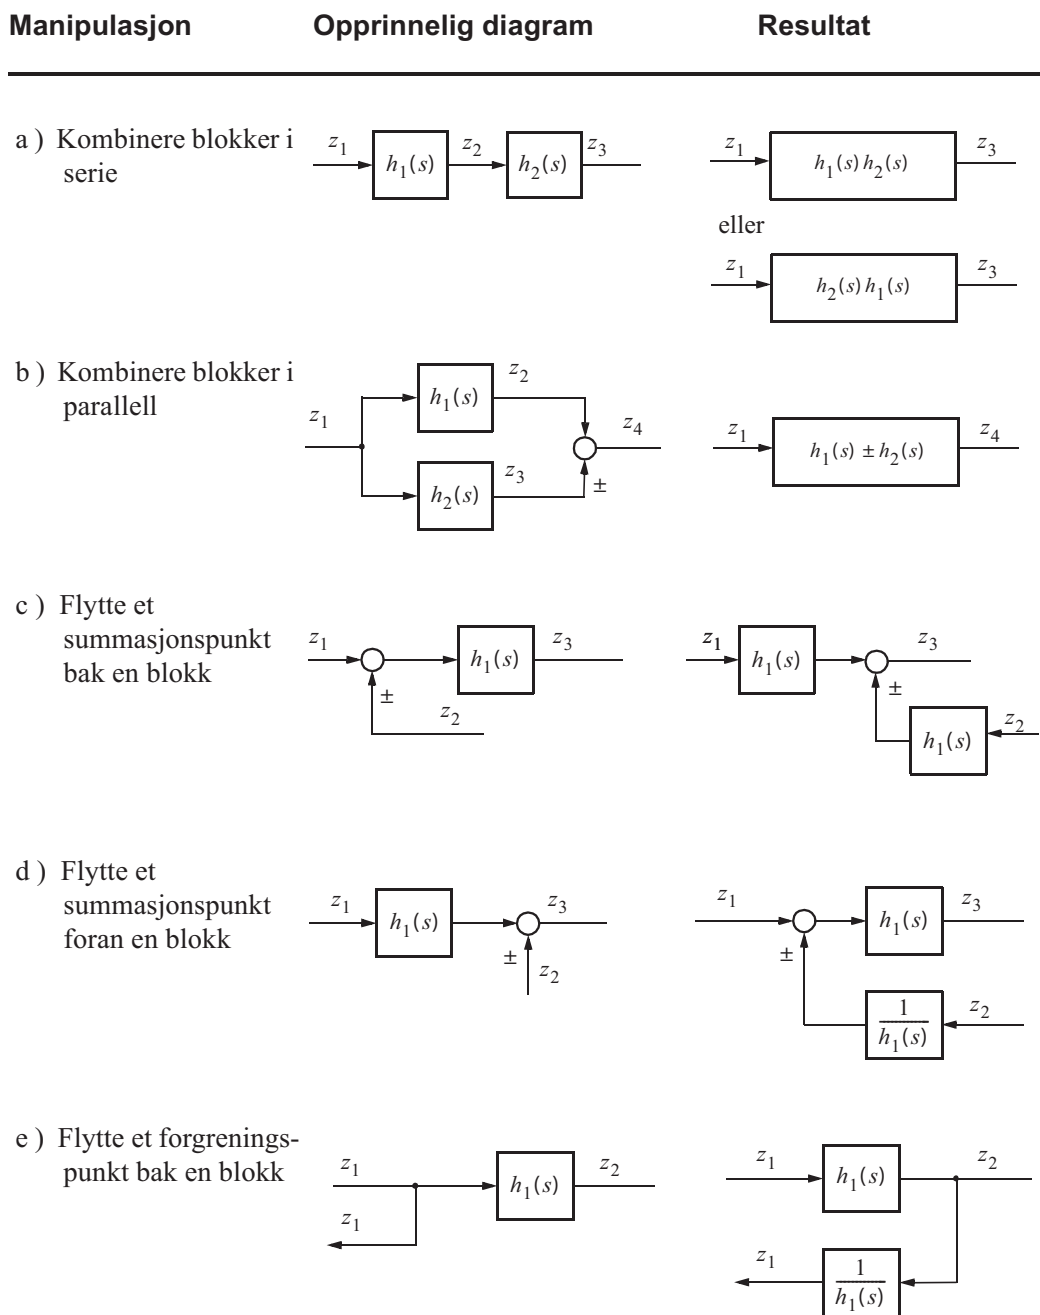 Manipulasjon Opprinnelig diagram Resultat
a ) Kombinere blokker i
serie
z₁ h₁(s) z₂ h₂(s) z₃
z₁ h₁(s) h₂(s) z₃
eller
z₁ h₂(s) h₁(s) z₃
b ) Kombinere blokker i
parallell
z₁ h₁(s) z₂
h₂(s) z₃ ± z₄
z₁ h₁(s) ± h₂(s) z₄
c ) Flytte et
summasjonspunkt
bak en blokk
z₁ h₁(s) z₃
± z₂
z₁ h₁(s) z₃
± h₁(s) z₂
d ) Flytte et
summasjonspunkt
foran en blokk
z₁ h₁(s) z₃
± z₂
z₁ h₁(s) z₃
± 1/h₁(s) z₂
e ) Flytte et forgrenings-
punkt bak en blokk
z₁ h₁(s) z₂
z₁
z₁ h₁(s) z₂
z₁ 1/h₁(s)